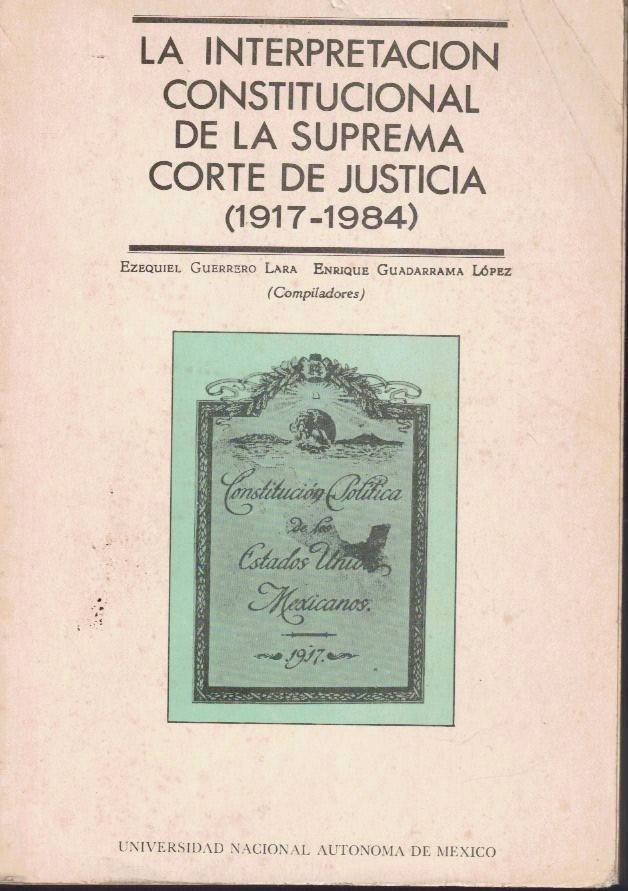 LA INTERPRETACION
CONSTITUCIONAL
DE LA SUPREMA
CORTE DE JUSTICIA
(1917-1984)
EZEQUIEL GUERRERO LARA ENRIQUE GUADARRAMA LÓPEZ
(Compiladores)
Constitución Política
de los
Estados Unidos
Mexicanos.
1917.
UNIVERSIDAD NACIONAL AUTONOMA DE MEXICO